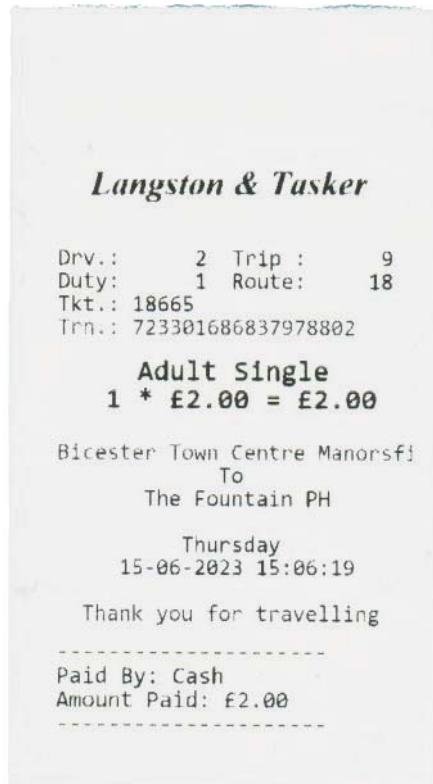 Langston & Tasker
Drv.: 2 Trip : 9
Duty: 1 Route: 18
Tkt.: 18665
Trn.: 723301686837978802
Adult Single
1 * £2.00 = £2.00
Bicester Town Centre Manorsfi
To
The Fountain PH
Thursday
15-06-2023 15:06:19
Thank you for travelling
---------------------
Paid By: Cash
Amount Paid: £2.00
---------------------